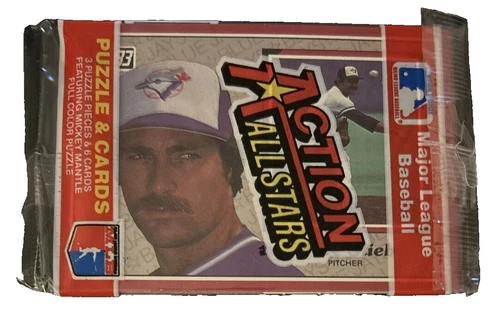 83
PUZZLE & CARDS
3 PUZZLE PIECES & 6 CARDS
FEATURING MICKEY MANTLE
FULL COLOR PUZZLE
ACTION
ALL STARS
PITCHER
Major League
Baseball